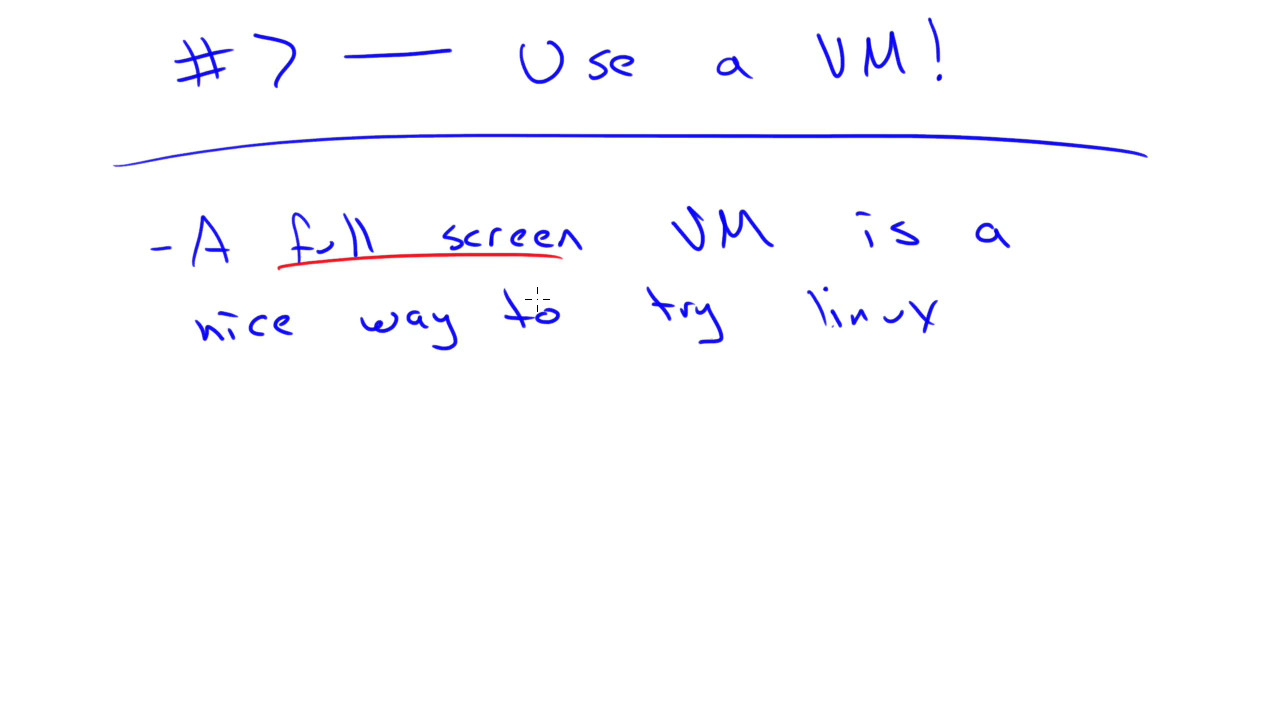 #7 — Use a VM!
- A full screen VM is a
nice way to try linux